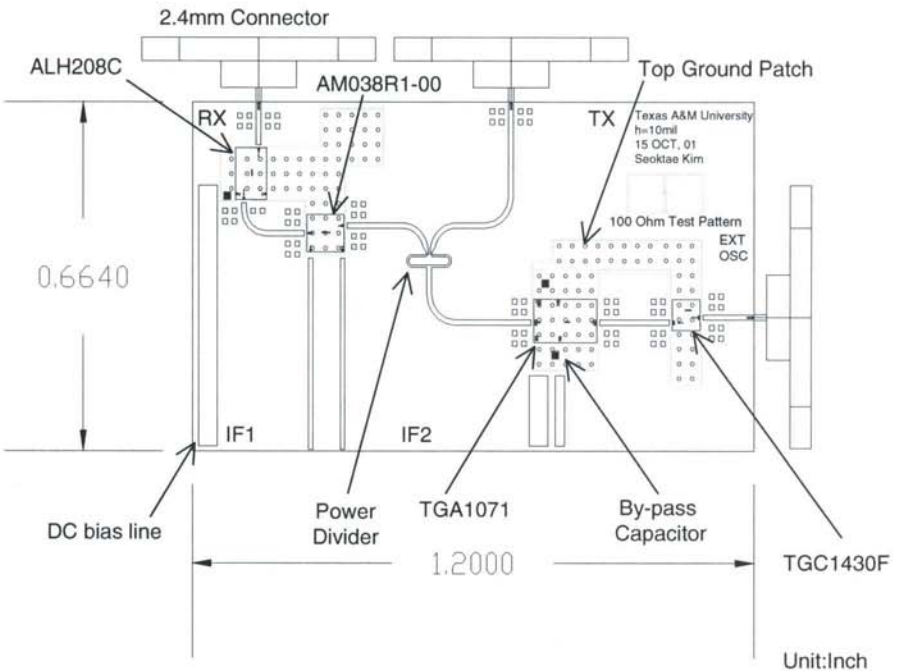 2.4mm Connector
ALH208C
AM038R1-00
Top Ground Patch
RX
TX
Texas A&M University
h=10mil
15 OCT, 01
Seoktae Kim
100 Ohm Test Pattern
EXT
OSC
0.6640
IF1
IF2
DC bias line
Power
Divider
TGA1071
By-pass
Capacitor
TGC1430F
1.2000
Unit:Inch